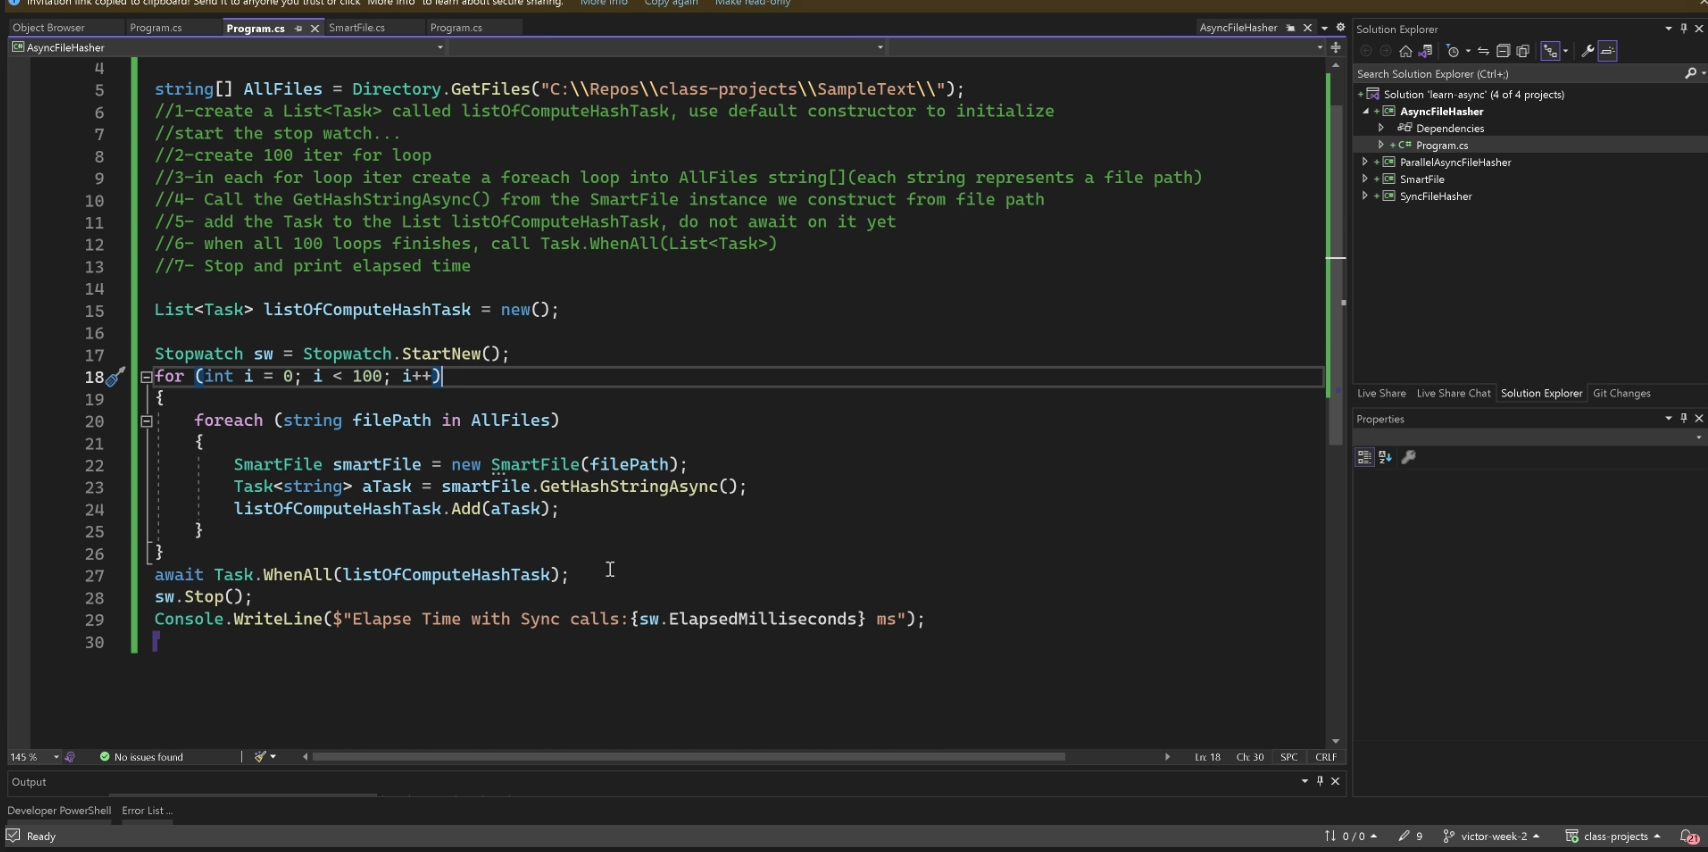 Invitation link copied to clipboard! Send it to anyone you trust or click "More Info" to learn about secure sharing. More info Copy again Make read-only
Object Browser Program.cs Program.cs SmartFile.cs Program.cs AsyncFileHasher
AsyncFileHasher
4
5 string[] AllFiles = Directory.GetFiles("C:\\Repos\\class-projects\\SampleText\\");
6 //1-create a List<Task> called listOfComputeHashTask, use default constructor to initialize
7 //start the stop watch...
8 //2-create 100 iter for loop
9 //3-in each for loop iter create a foreach loop into AllFiles string[](each string represents a file path)
10 //4- Call the GetHashStringAsync() from the SmartFile instance we construct from file path
11 //5- add the Task to the List listOfComputeHashTask, do not await on it yet
12 //6- when all 100 loops finishes, call Task.WhenAll(List<Task>)
13 //7- Stop and print elapsed time
14
15 List<Task> listOfComputeHashTask = new();
16
17 Stopwatch sw = Stopwatch.StartNew();
18 for (int i = 0; i < 100; i++)
19 {
20 foreach (string filePath in AllFiles)
21 {
22 SmartFile smartFile = new SmartFile(filePath);
23 Task<string> aTask = smartFile.GetHashStringAsync();
24 listOfComputeHashTask.Add(aTask);
25 }
26 }
27 await Task.WhenAll(listOfComputeHashTask);
28 sw.Stop();
29 Console.WriteLine($"Elapse Time with Sync calls:{sw.ElapsedMilliseconds} ms");
30
145 % No issues found Ln: 18 Ch: 30 SPC CRLF
Output
Developer PowerShell Error List ...
Ready 0 / 0 9 victor-week-2 class-projects 21
Solution Explorer
Search Solution Explorer (Ctrl+;)
Solution 'learn-async' (4 of 4 projects)
AsyncFileHasher
Dependencies
C# Program.cs
ParallelAsyncFileHasher
SmartFile
SyncFileHasher
Live Share Live Share Chat Solution Explorer Git Changes
Properties